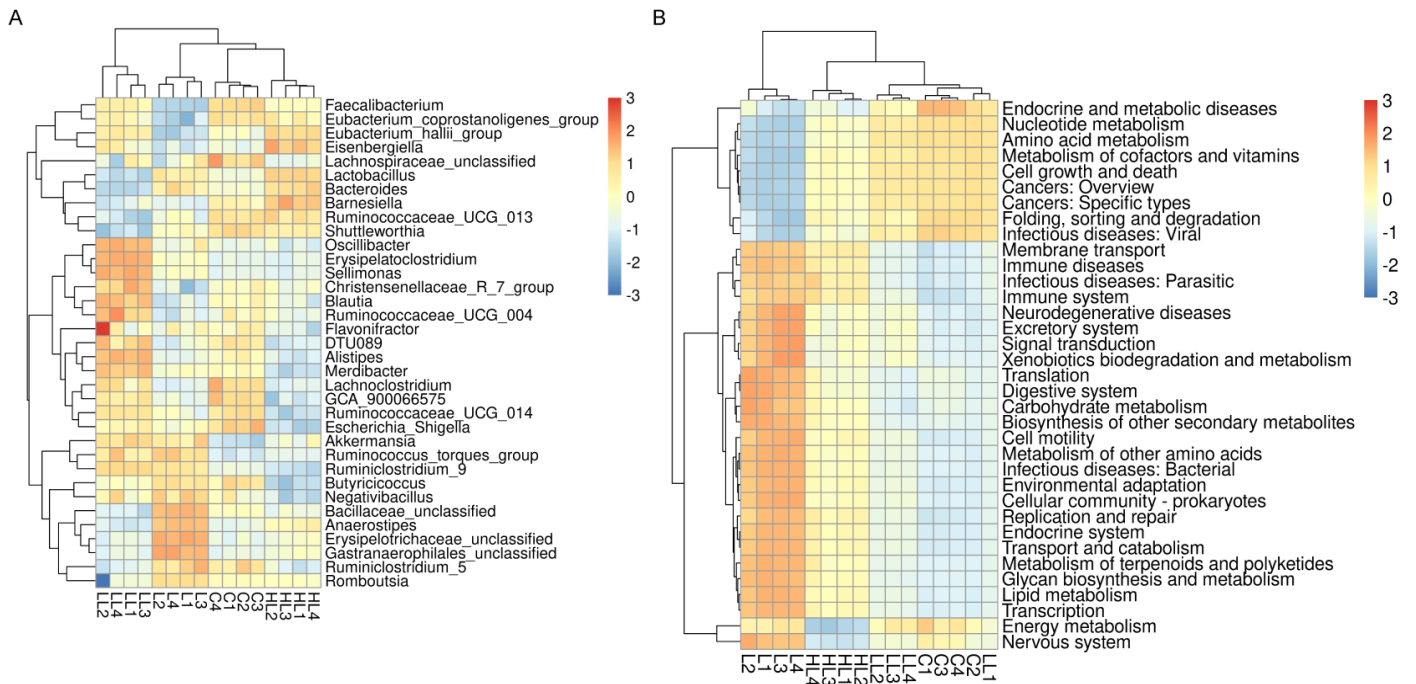 A
B
Faecalibacterium
Eubacterium_coprostanoligenes_group
Eubacterium_hallii_group
Eisenbergiella
Lachnospiraceae_unclassified
Lactobacillus
Bacteroides
Barnesiella
Ruminococcaceae_UCG_013
Shuttleworthia
Oscillibacter
Erysipelatoclostridium
Sellimonas
Christensenellaceae_R_7_group
Blautia
Ruminococcaceae_UCG_004
Flavonifractor
DTU089
Alistipes
Merdibacter
Lachnoclostridium
GCA_900066575
Ruminococcaceae_UCG_014
Escherichia_Shigella
Akkermansia
Ruminococcus_torques_group
Ruminiclostridium_9
Butyricicoccus
Negativibacillus
Bacillaceae_unclassified
Anaerostipes
Erysipelotrichaceae_unclassified
Gastranaerophilales_unclassified
Ruminiclostridium_5
Romboutsia
LL2
LL4
LL1
LL3
L2
L4
L1
L3
C4
C1
C2
C3
HL2
HL3
HL1
HL4
3
2
1
0
-1
-2
-3
Endocrine and metabolic diseases
Nucleotide metabolism
Amino acid metabolism
Metabolism of cofactors and vitamins
Cell growth and death
Cancers: Overview
Cancers: Specific types
Folding, sorting and degradation
Infectious diseases: Viral
Membrane transport
Immune diseases
Infectious diseases: Parasitic
Immune system
Neurodegenerative diseases
Excretory system
Signal transduction
Xenobiotics biodegradation and metabolism
Translation
Digestive system
Carbohydrate metabolism
Biosynthesis of other secondary metabolites
Cell motility
Metabolism of other amino acids
Infectious diseases: Bacterial
Environmental adaptation
Cellular community - prokaryotes
Replication and repair
Endocrine system
Transport and catabolism
Metabolism of terpenoids and polyketides
Glycan biosynthesis and metabolism
Lipid metabolism
Transcription
Energy metabolism
Nervous system
L2
L1
L3
L4
HL4
HL3
HL1
HL2
LL2
LL3
LL4
C1
C3
C4
C2
LL1
3
2
1
0
-1
-2
-3